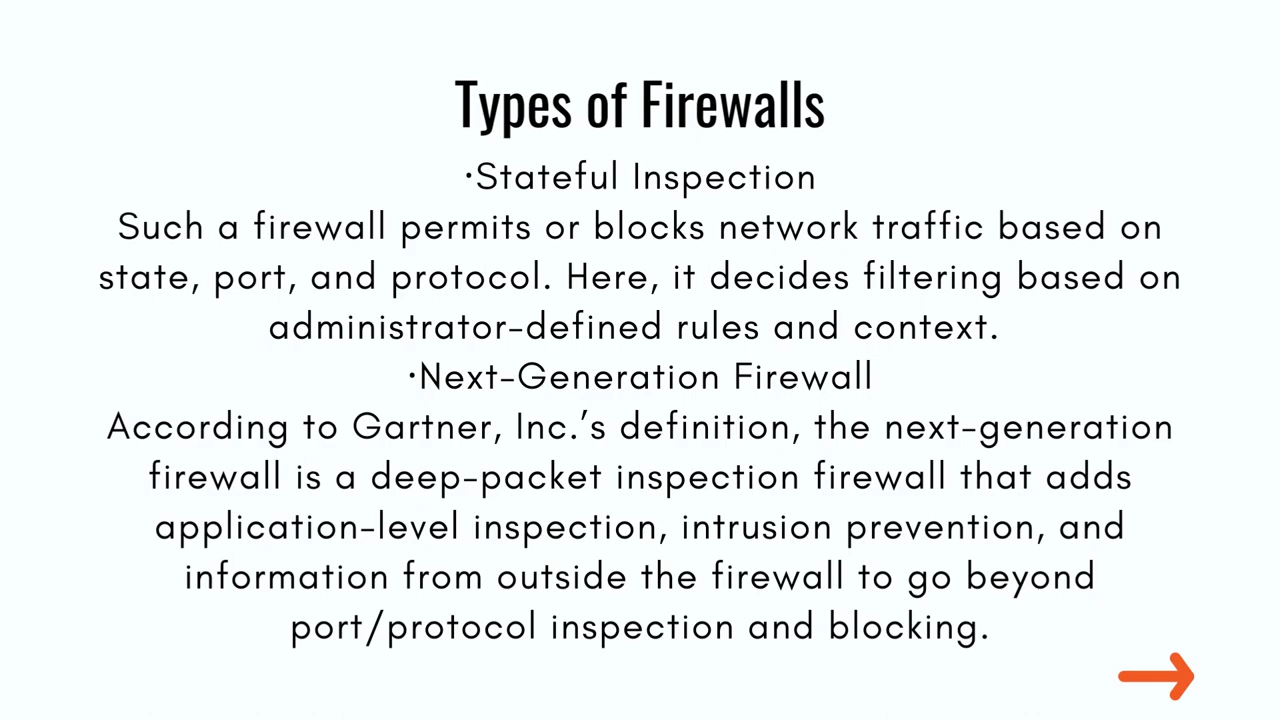 Types of Firewalls
·Stateful Inspection
Such a firewall permits or blocks network traffic based on
state, port, and protocol. Here, it decides filtering based on
administrator-defined rules and context.
·Next-Generation Firewall
According to Gartner, Inc.’s definition, the next-generation
firewall is a deep-packet inspection firewall that adds
application-level inspection, intrusion prevention, and
information from outside the firewall to go beyond
port/protocol inspection and blocking.